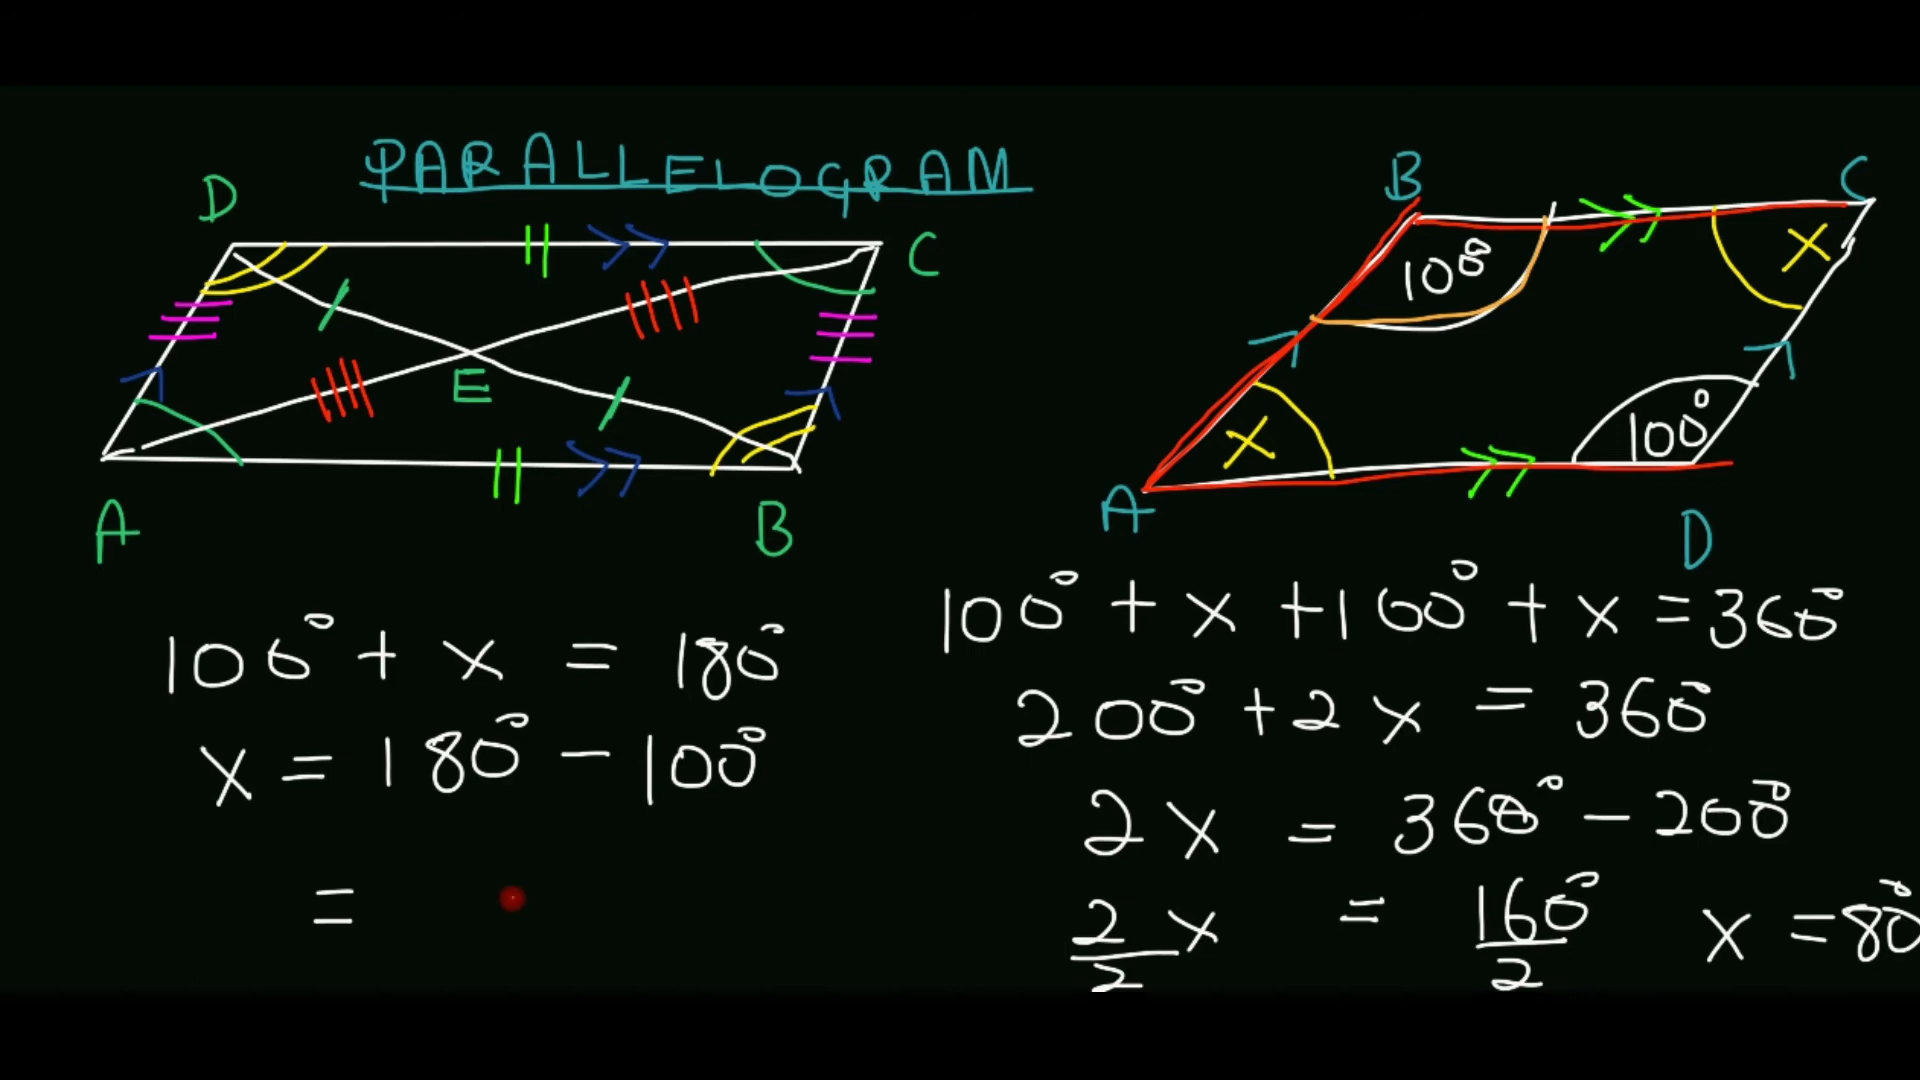 PARALLELOGRAM
D
C
E
A
B
B
C
100°
x
x
100°
A
D
100° + x = 180°
x = 180° - 100°
=
100° + x + 100° + x = 360°
200° + 2x = 360°
2x = 360° - 200°
2/2 x = 160°/2 x = 80°